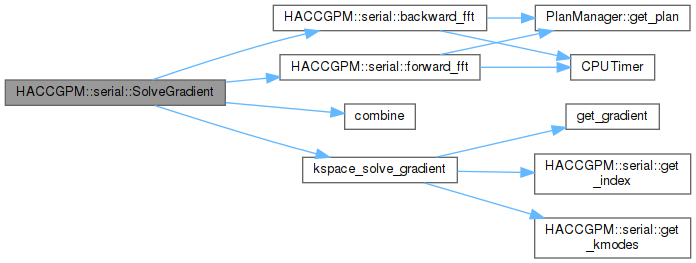 HACCGPM::serial::SolveGradient
HACCGPM::serial::backward_fft
HACCGPM::serial::forward_fft
combine
kspace_solve_gradient
PlanManager::get_plan
CPUTimer
get_gradient
HACCGPM::serial::get
_index
HACCGPM::serial::get
_kmodes